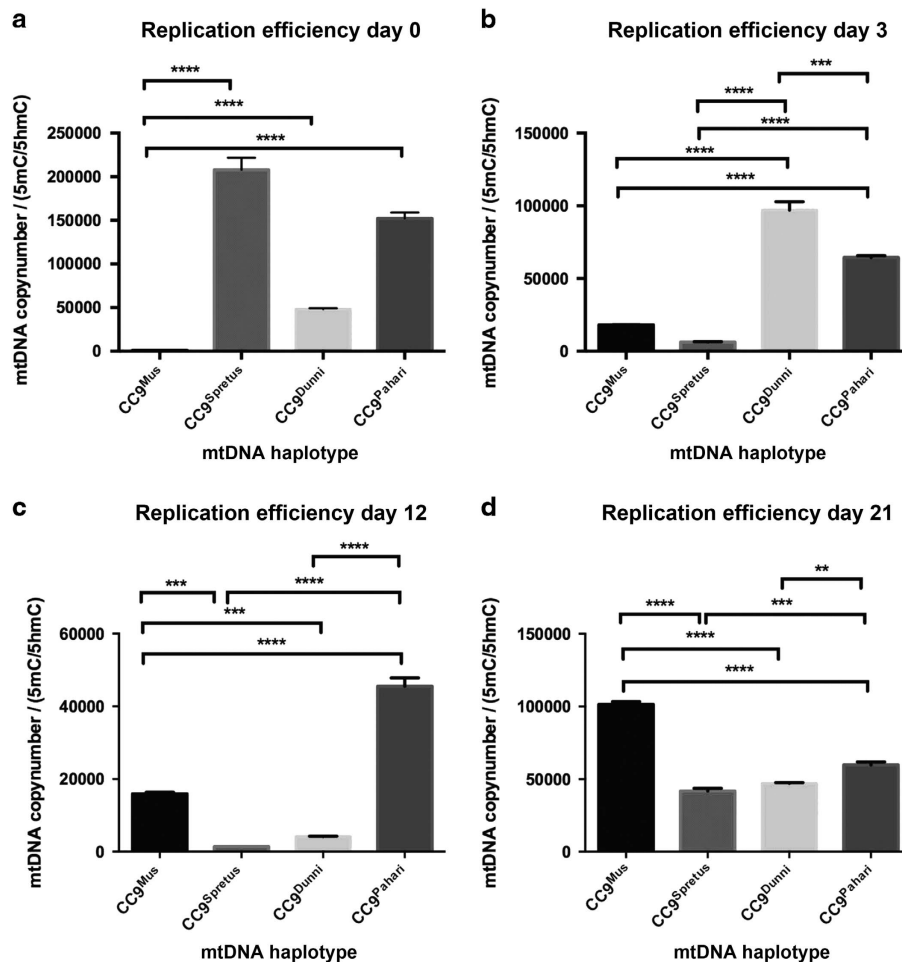 a
Replication efficiency day 0
****
****
****
mtDNA copynumber / (5mC/5hmC)
250000
200000
150000
100000
50000
0
CC9Mus
CC9Spretus
CC9Dunni
CC9Pahari
mtDNA haplotype
b
Replication efficiency day 3
***
****
****
****
****
mtDNA copynumber / (5mC/5hmC)
150000
100000
50000
0
CC9Mus
CC9Spretus
CC9Dunni
CC9Pahari
mtDNA haplotype
c
Replication efficiency day 12
****
***
****
***
****
mtDNA copynumber / (5mC/5hmC)
60000
40000
20000
0
CC9Mus
CC9Spretus
CC9Dunni
CC9Pahari
mtDNA haplotype
d
Replication efficiency day 21
**
****
***
****
****
mtDNA copynumber / (5mC/5hmC)
150000
100000
50000
0
CC9Mus
CC9Spretus
CC9Dunni
CC9Pahari
mtDNA haplotype